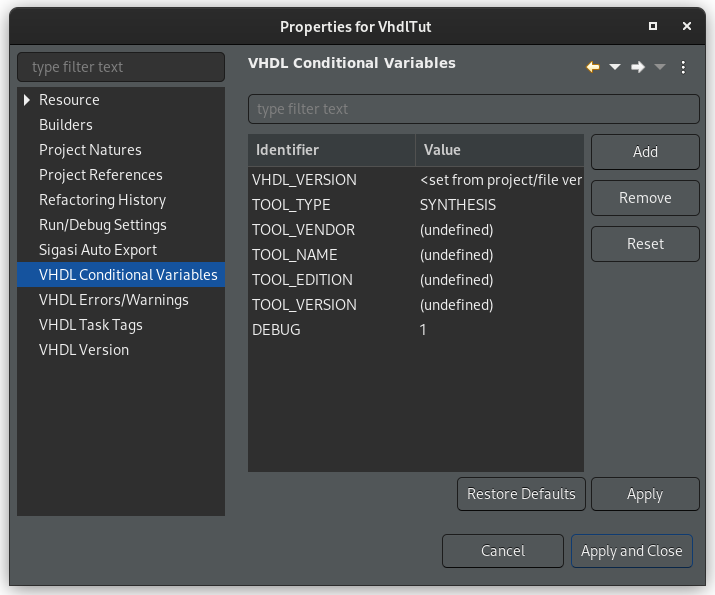 Properties for VhdlTut
type filter text
Resource
Builders
Project Natures
Project References
Refactoring History
Run/Debug Settings
Sigasi Auto Export
VHDL Conditional Variables
VHDL Errors/Warnings
VHDL Task Tags
VHDL Version
VHDL Conditional Variables
type filter text
Identifier Value
VHDL_VERSION <set from project/file ver
TOOL_TYPE SYNTHESIS
TOOL_VENDOR (undefined)
TOOL_NAME (undefined)
TOOL_EDITION (undefined)
TOOL_VERSION (undefined)
DEBUG 1
Add
Remove
Reset
Restore Defaults Apply
Cancel Apply and Close